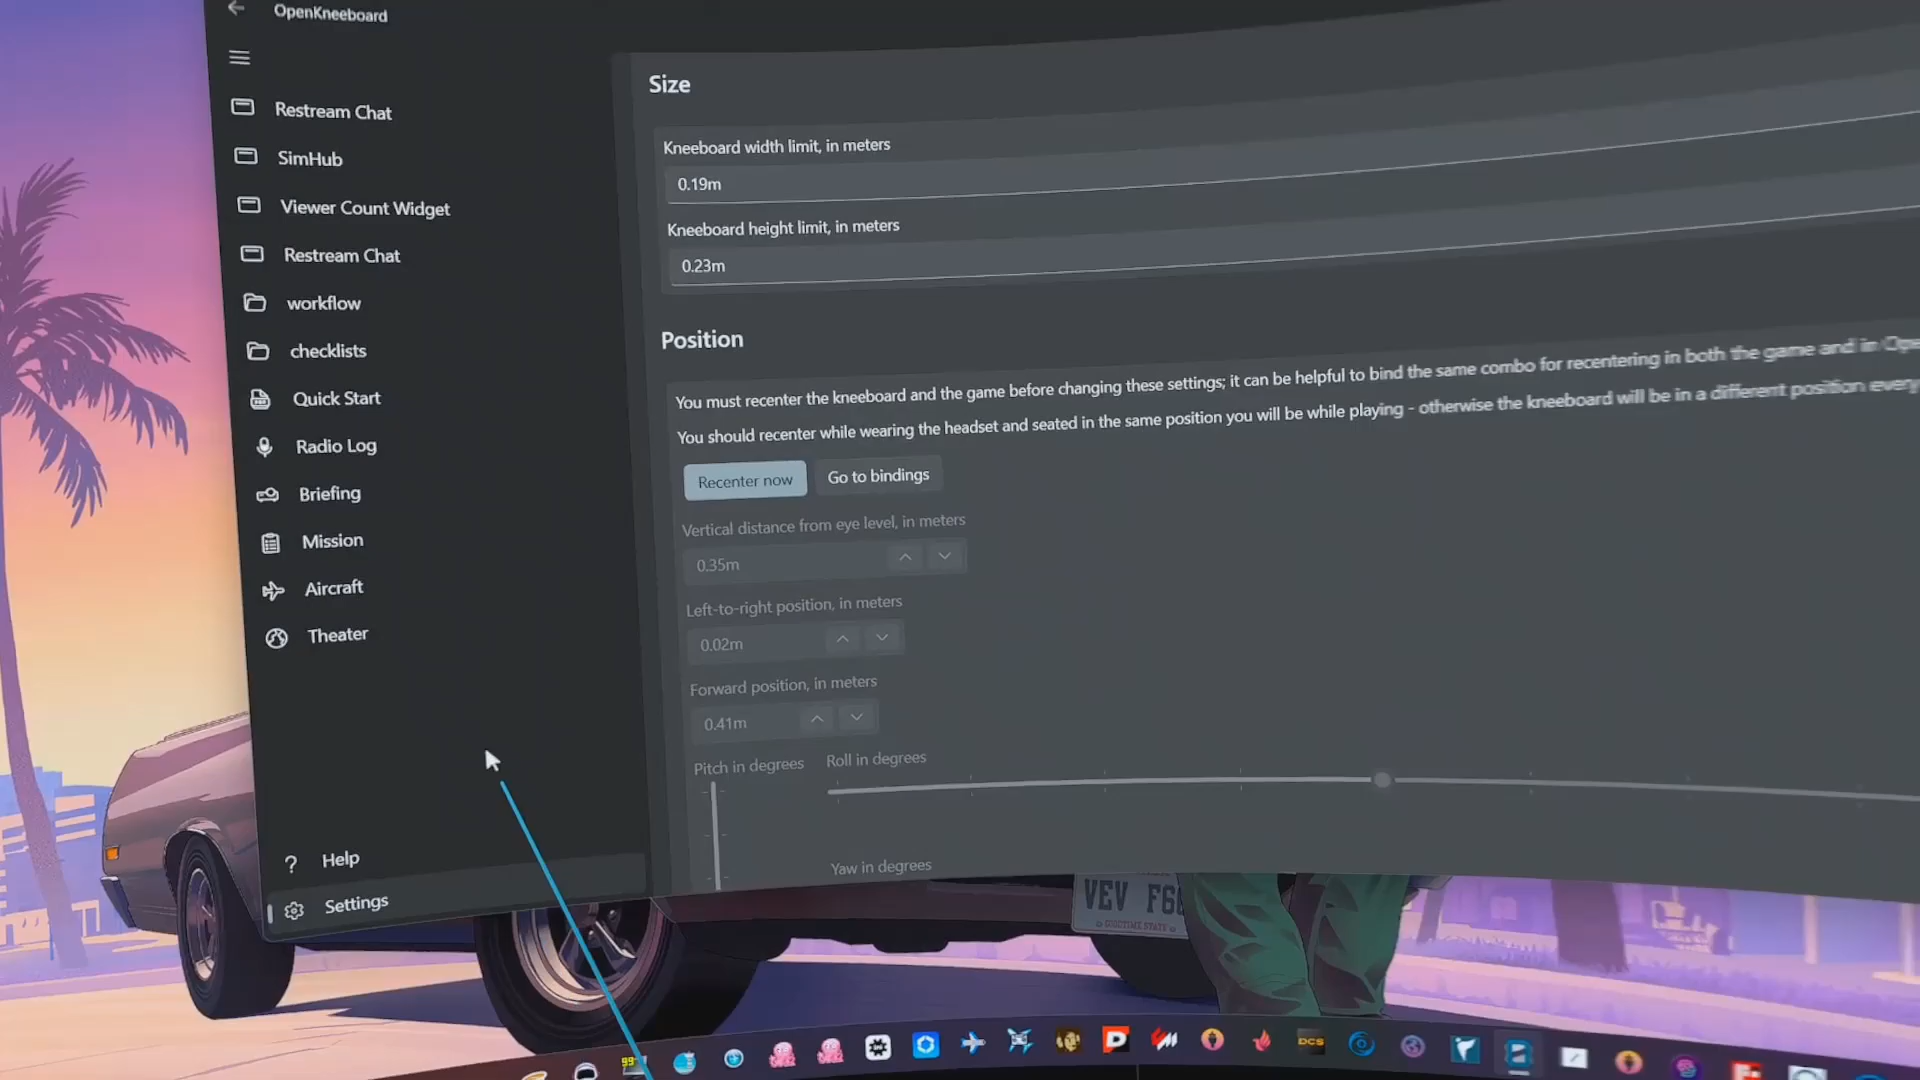 OpenKneeboard
Restream Chat
SimHub
Viewer Count Widget
Restream Chat
workflow
checklists
Quick Start
Radio Log
Briefing
Mission
Aircraft
Theater
Help
Settings
Size
Kneeboard width limit, in meters
0.19m
Kneeboard height limit, in meters
0.23m
Position
You must recenter the kneeboard and the game before changing these settings; it can be helpful to bind the same combo for recentering in both the game and in Ope
You should recenter while wearing the headset and seated in the same position you will be while playing - otherwise the kneeboard will be in a different position every
Recenter now
Go to bindings
Vertical distance from eye level, in meters
0.35m
Left-to-right position, in meters
0.02m
Forward position, in meters
0.41m
Pitch in degrees
Roll in degrees
Yaw in degrees
VEV F6
DCS